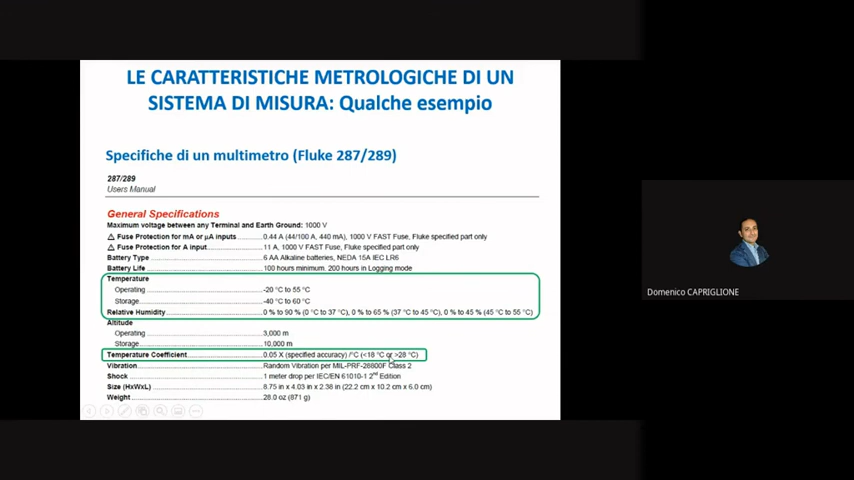 LE CARATTERISTICHE METROLOGICHE DI UN
SISTEMA DI MISURA: Qualche esempio
Specifiche di un multimetro (Fluke 287/289)
287/289
Users Manual
General Specifications
Maximum voltage between any Terminal and Earth Ground: 1000 V
⚠ Fuse Protection for mA or µA inputs ..........0.44 A (44/100 A, 440 mA), 1000 V FAST Fuse, Fluke specified part only
⚠ Fuse Protection for A input..........11 A, 1000 V FAST Fuse, Fluke specified part only
Battery Type..........6 AA Alkaline batteries, NEDA 15A IEC LR6
Battery Life..........100 hours minimum. 200 hours in Logging mode
Temperature
Operating..........-20 °C to 55 °C
Storage..........-40 °C to 60 °C
Relative Humidity..........0 % to 90 % (0 °C to 37 °C), 0 % to 65 % (37 °C to 45 °C), 0 % to 45 % (45 °C to 55 °C)
Altitude
Operating..........3,000 m
Storage..........10,000 m
Temperature Coefficient..........0.05 X (specified accuracy) /°C (<18 °C or >28 °C)
Vibration..........Random Vibration per MIL-PRF-28800F Class 2
Shock..........1 meter drop per IEC/EN 61010-1 2nd Edition
Size (HxWxL)..........8.75 in x 4.03 in x 2.38 in (22.2 cm x 10.2 cm x 6.0 cm)
Weight..........28.0 oz (871 g)
Domenico CAPRIGLIONE